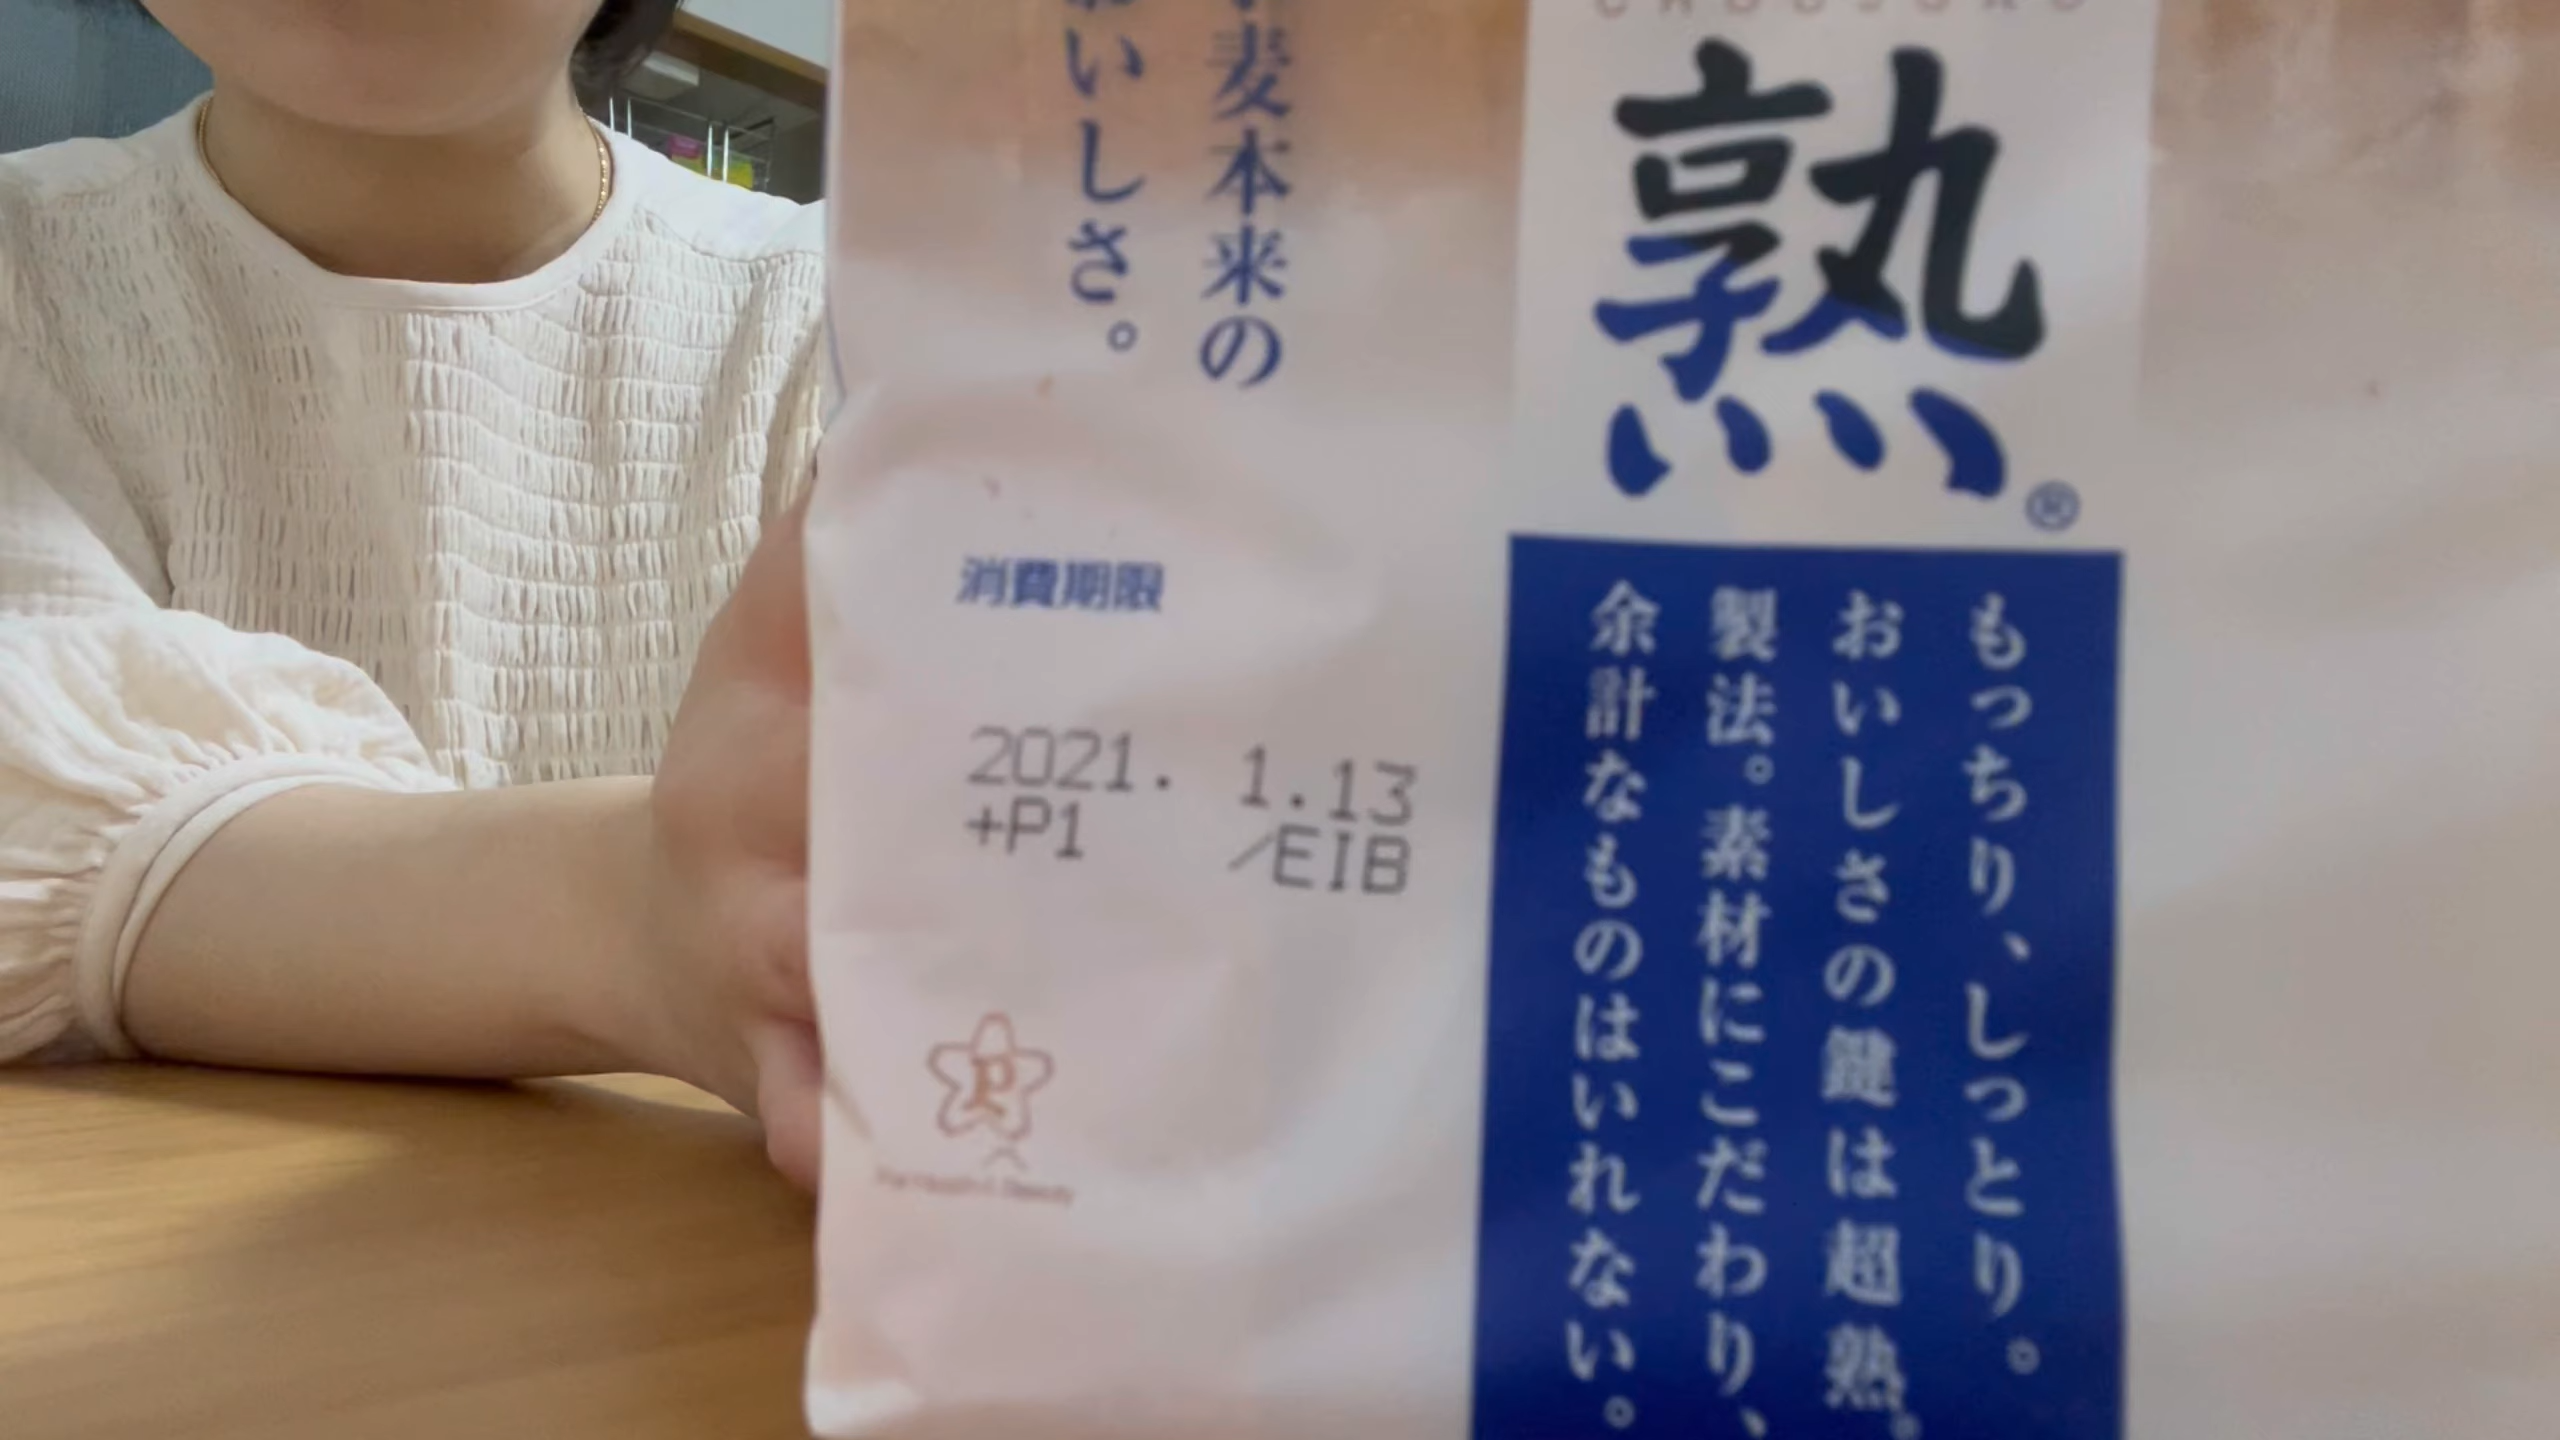 麦本来の
おいしさ。
熟®
消費期限
2021. 1.13
+P1 /EIB
もっちり、しっとり。
おいしさの鍵は超熟®
製法。素材にこだわり、
余計なものはいれない。